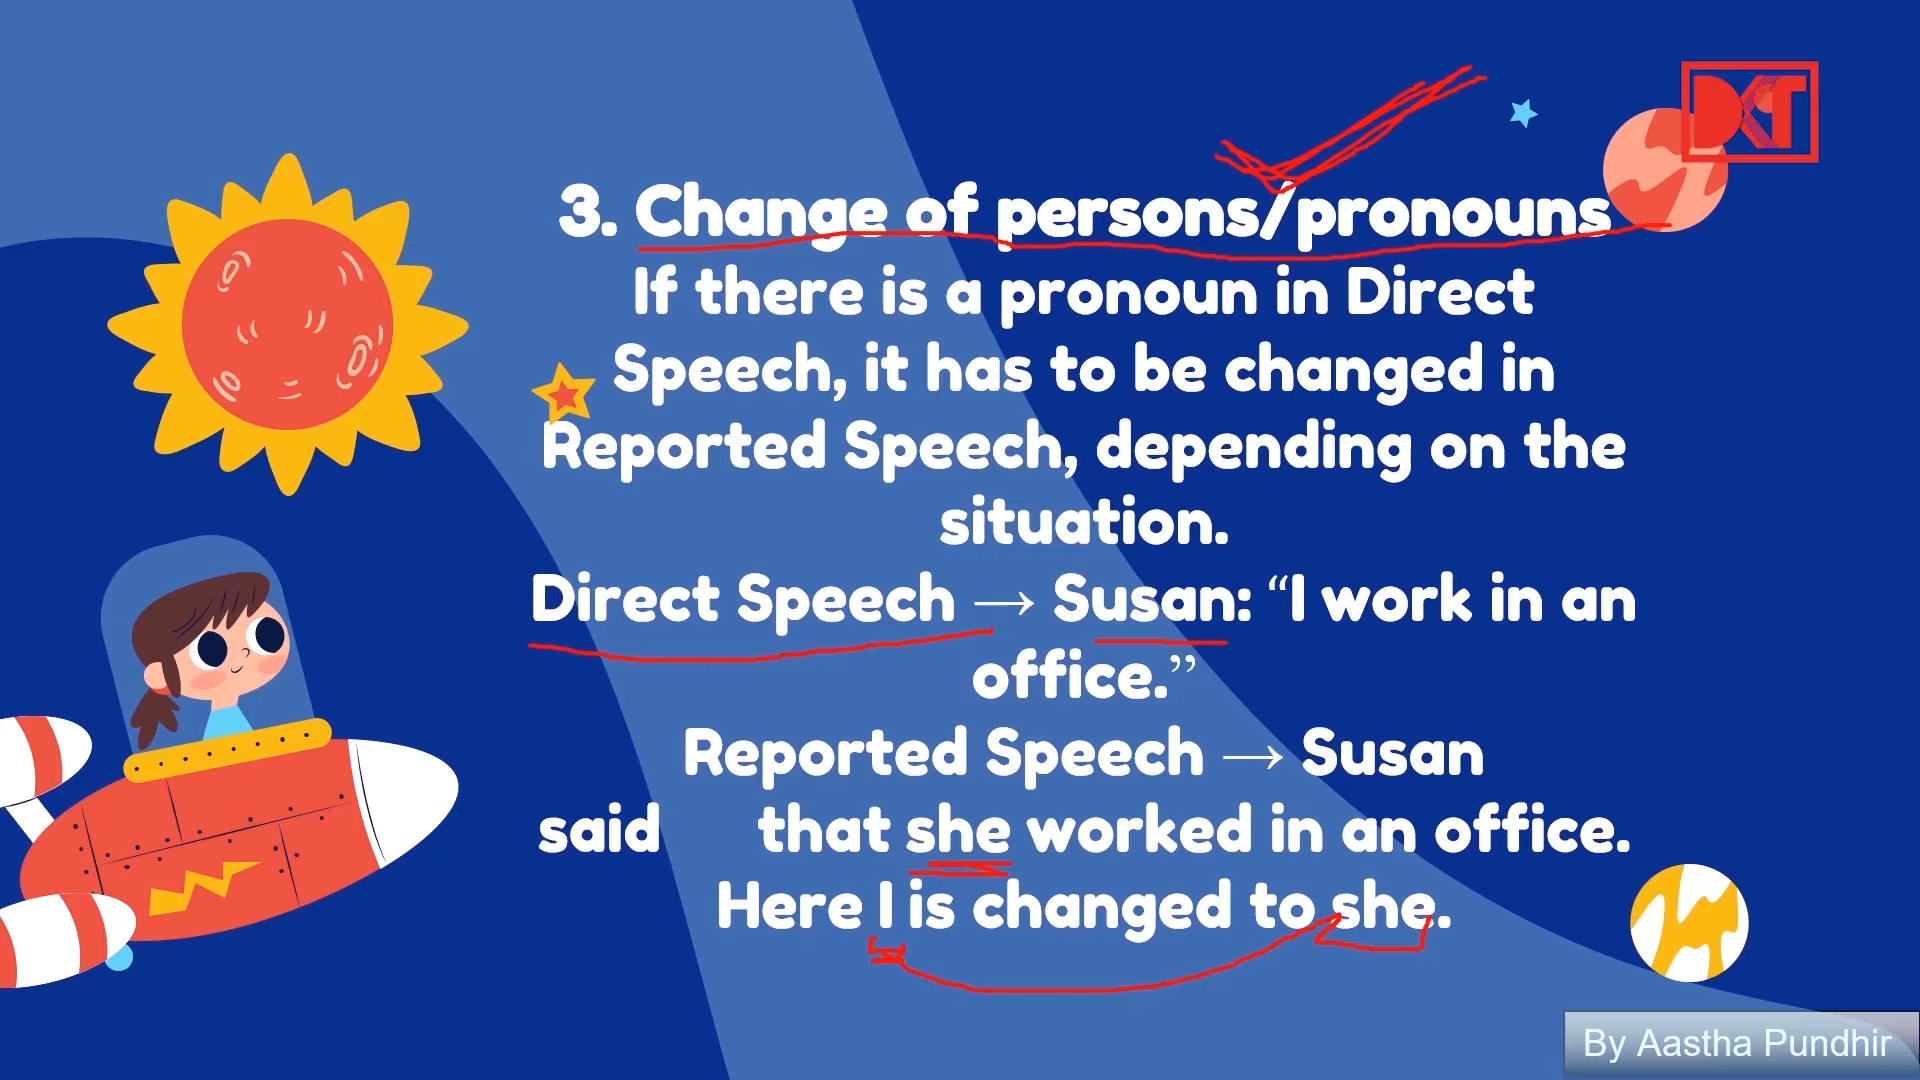 DKT
3. Change of persons/pronouns
If there is a pronoun in Direct
Speech, it has to be changed in
Reported Speech, depending on the
situation.
Direct Speech → Susan: “I work in an
office.”
Reported Speech → Susan
said that she worked in an office.
Here I is changed to she.
By Aastha Pundhir